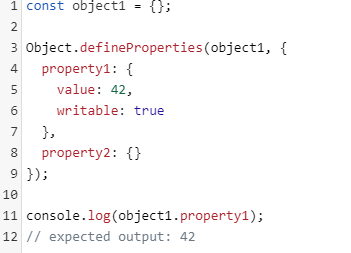 1 const object1 = {};
2
3 Object.defineProperties(object1, {
4   property1: {
5     value: 42,
6     writable: true
7   },
8   property2: {}
9 });
10
11 console.log(object1.property1);
12 // expected output: 42